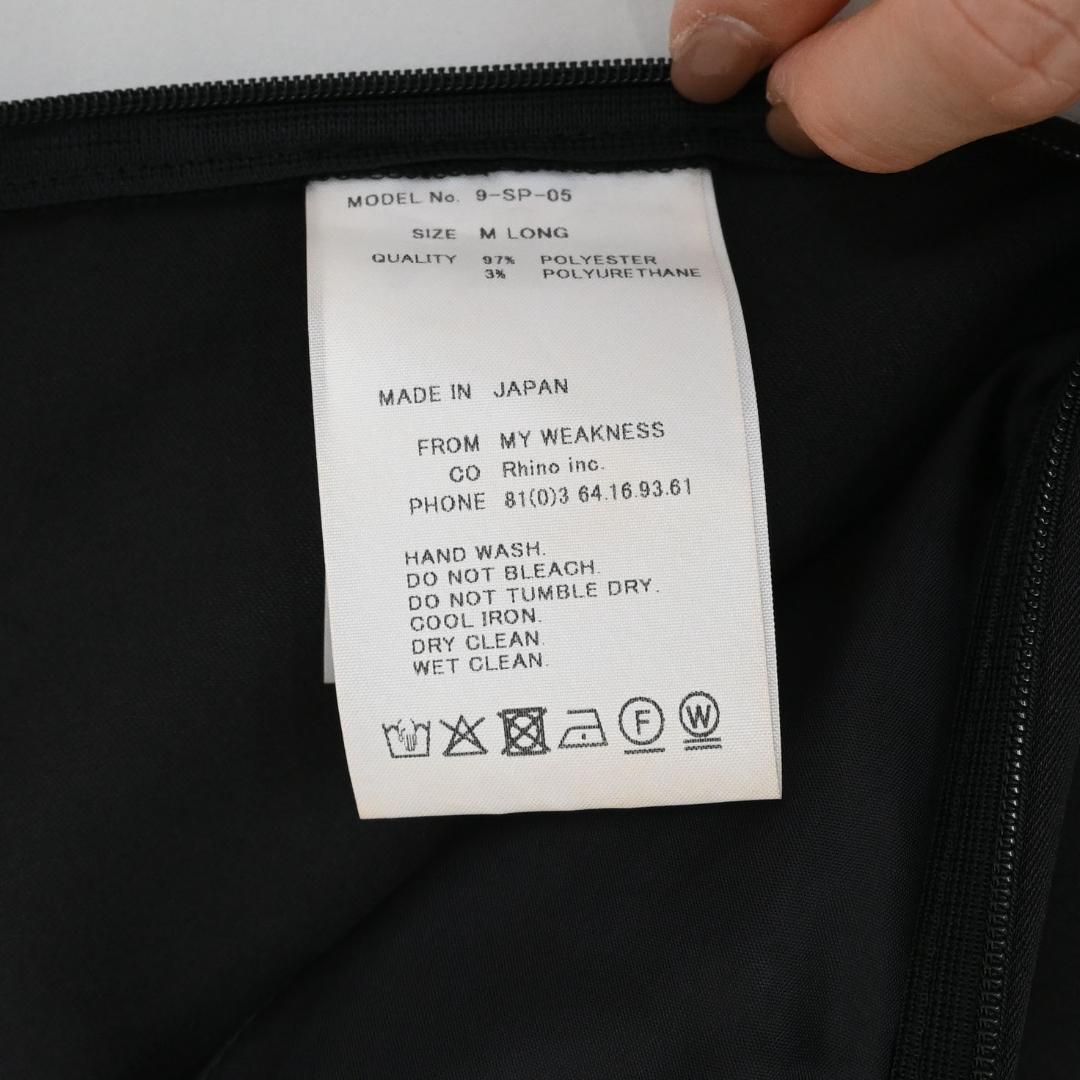 MODEL No. 9-SP-05
SIZE M LONG
QUALITY 97% POLYESTER
3% POLYURETHANE
MADE IN JAPAN
FROM MY WEAKNESS
CO Rhino inc.
PHONE 81(0)3 64.16.93.61
HAND WASH.
DO NOT BLEACH.
DO NOT TUMBLE DRY.
COOL IRON.
DRY CLEAN.
WET CLEAN.
F W